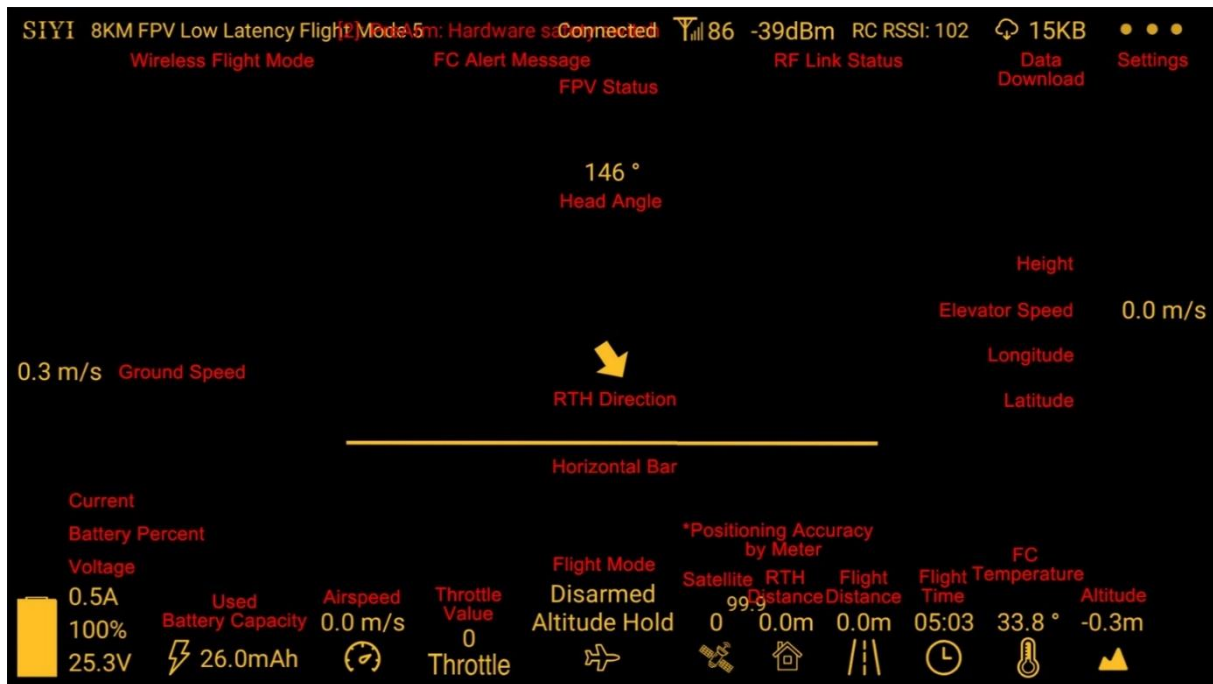 SIYI 8KM FPV Low Latency Flight Mode 5 [2] PreArm: Hardware safety switch Connected 86 -39dBm RC RSSI: 102 15KB
Wireless Flight Mode FC Alert Message RF Link Status Data Settings
Download
FPV Status
146 °
Head Angle
Height
Elevator Speed 0.0 m/s
Longitude
0.3 m/s Ground Speed
RTH Direction Latitude
Horizontal Bar
Current
Battery Percent
Voltage
0.5A
100%
25.3V
Used
Battery Capacity
26.0mAh
Airspeed
0.0 m/s
Throttle
Value
0
Throttle
Flight Mode
Disarmed
Altitude Hold
*Positioning Accuracy
by Meter
99.9
Satellite
0
RTH
Distance
0.0m
Flight
Distance
0.0m
Flight
Time
05:03
FC
Temperature
33.8 °
Altitude
-0.3m